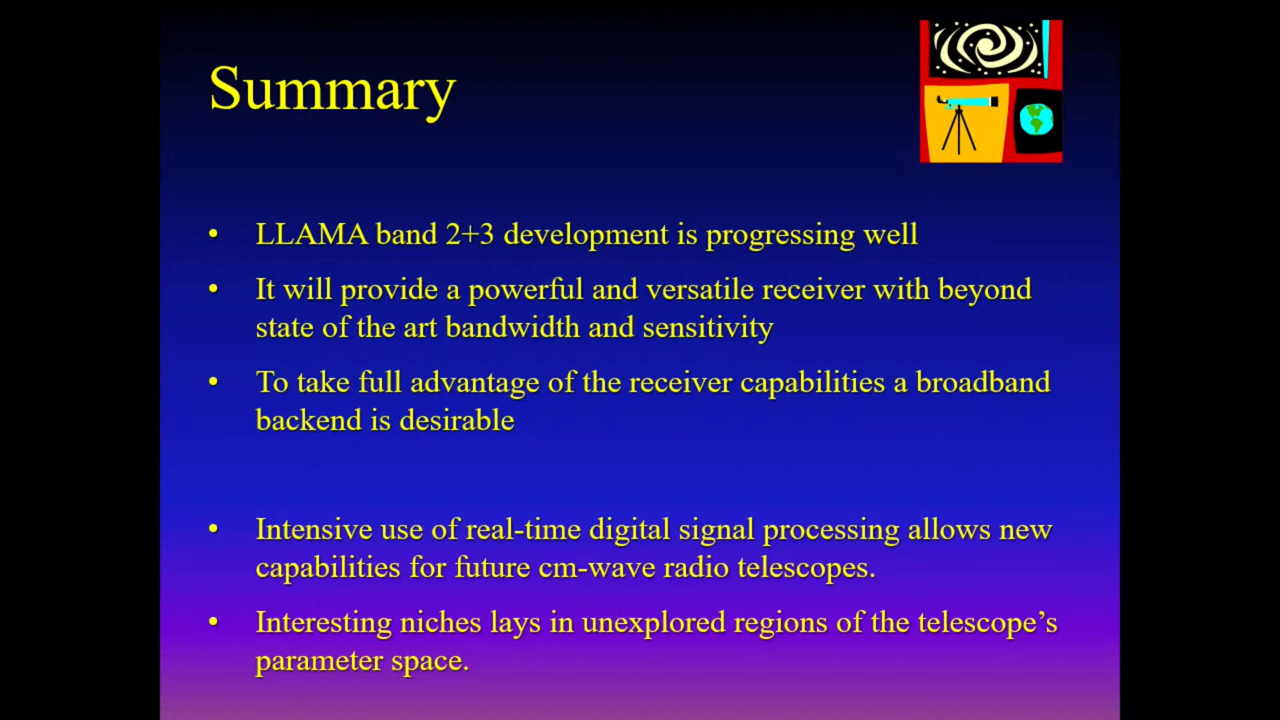 Summary
• LLAMA band 2+3 development is progressing well
• It will provide a powerful and versatile receiver with beyond
state of the art bandwidth and sensitivity
• To take full advantage of the receiver capabilities a broadband
backend is desirable
• Intensive use of real-time digital signal processing allows new
capabilities for future cm-wave radio telescopes.
• Interesting niches lays in unexplored regions of the telescope’s
parameter space.